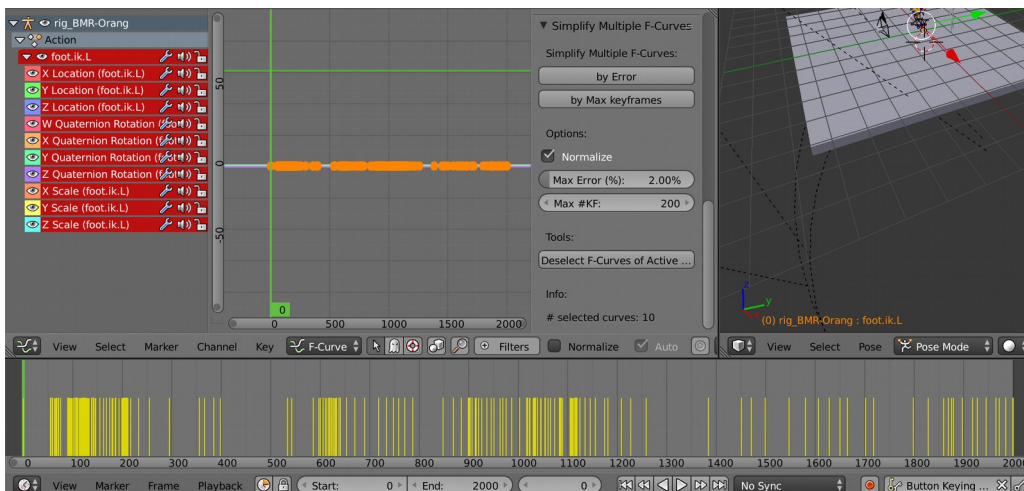 rig_BMR-Orang
Action
foot.ik.L
X Location (foot.ik.L)
Y Location (foot.ik.L)
Z Location (foot.ik.L)
W Quaternion Rotation (
X Quaternion Rotation (
Y Quaternion Rotation (
Z Quaternion Rotation (
X Scale (foot.ik.L)
Y Scale (foot.ik.L)
Z Scale (foot.ik.L)
50
0
-50
0
0 500 1000 1500 2000
Simplify Multiple F-Curves
Simplify Multiple F-Curves:
by Error
by Max keyframes
Options:
Normalize
Max Error (%): 2.00%
Max #KF: 200
Tools:
Deselect F-Curves of Active ...
Info:
# selected curves: 10
z
y
(0) rig_BMR-Orang : foot.ik.L
View Select Marker Channel Key F-Curve Filters Normalize Auto
View Select Pose Pose Mode
0 100 200 300 400 500 600 700 800 900 1000 1100 1200 1300 1400 1500 1600 1700 1800 1900 2000
View Marker Frame Playback Start: 0 End: 2000 0 No Sync Button Keying ...